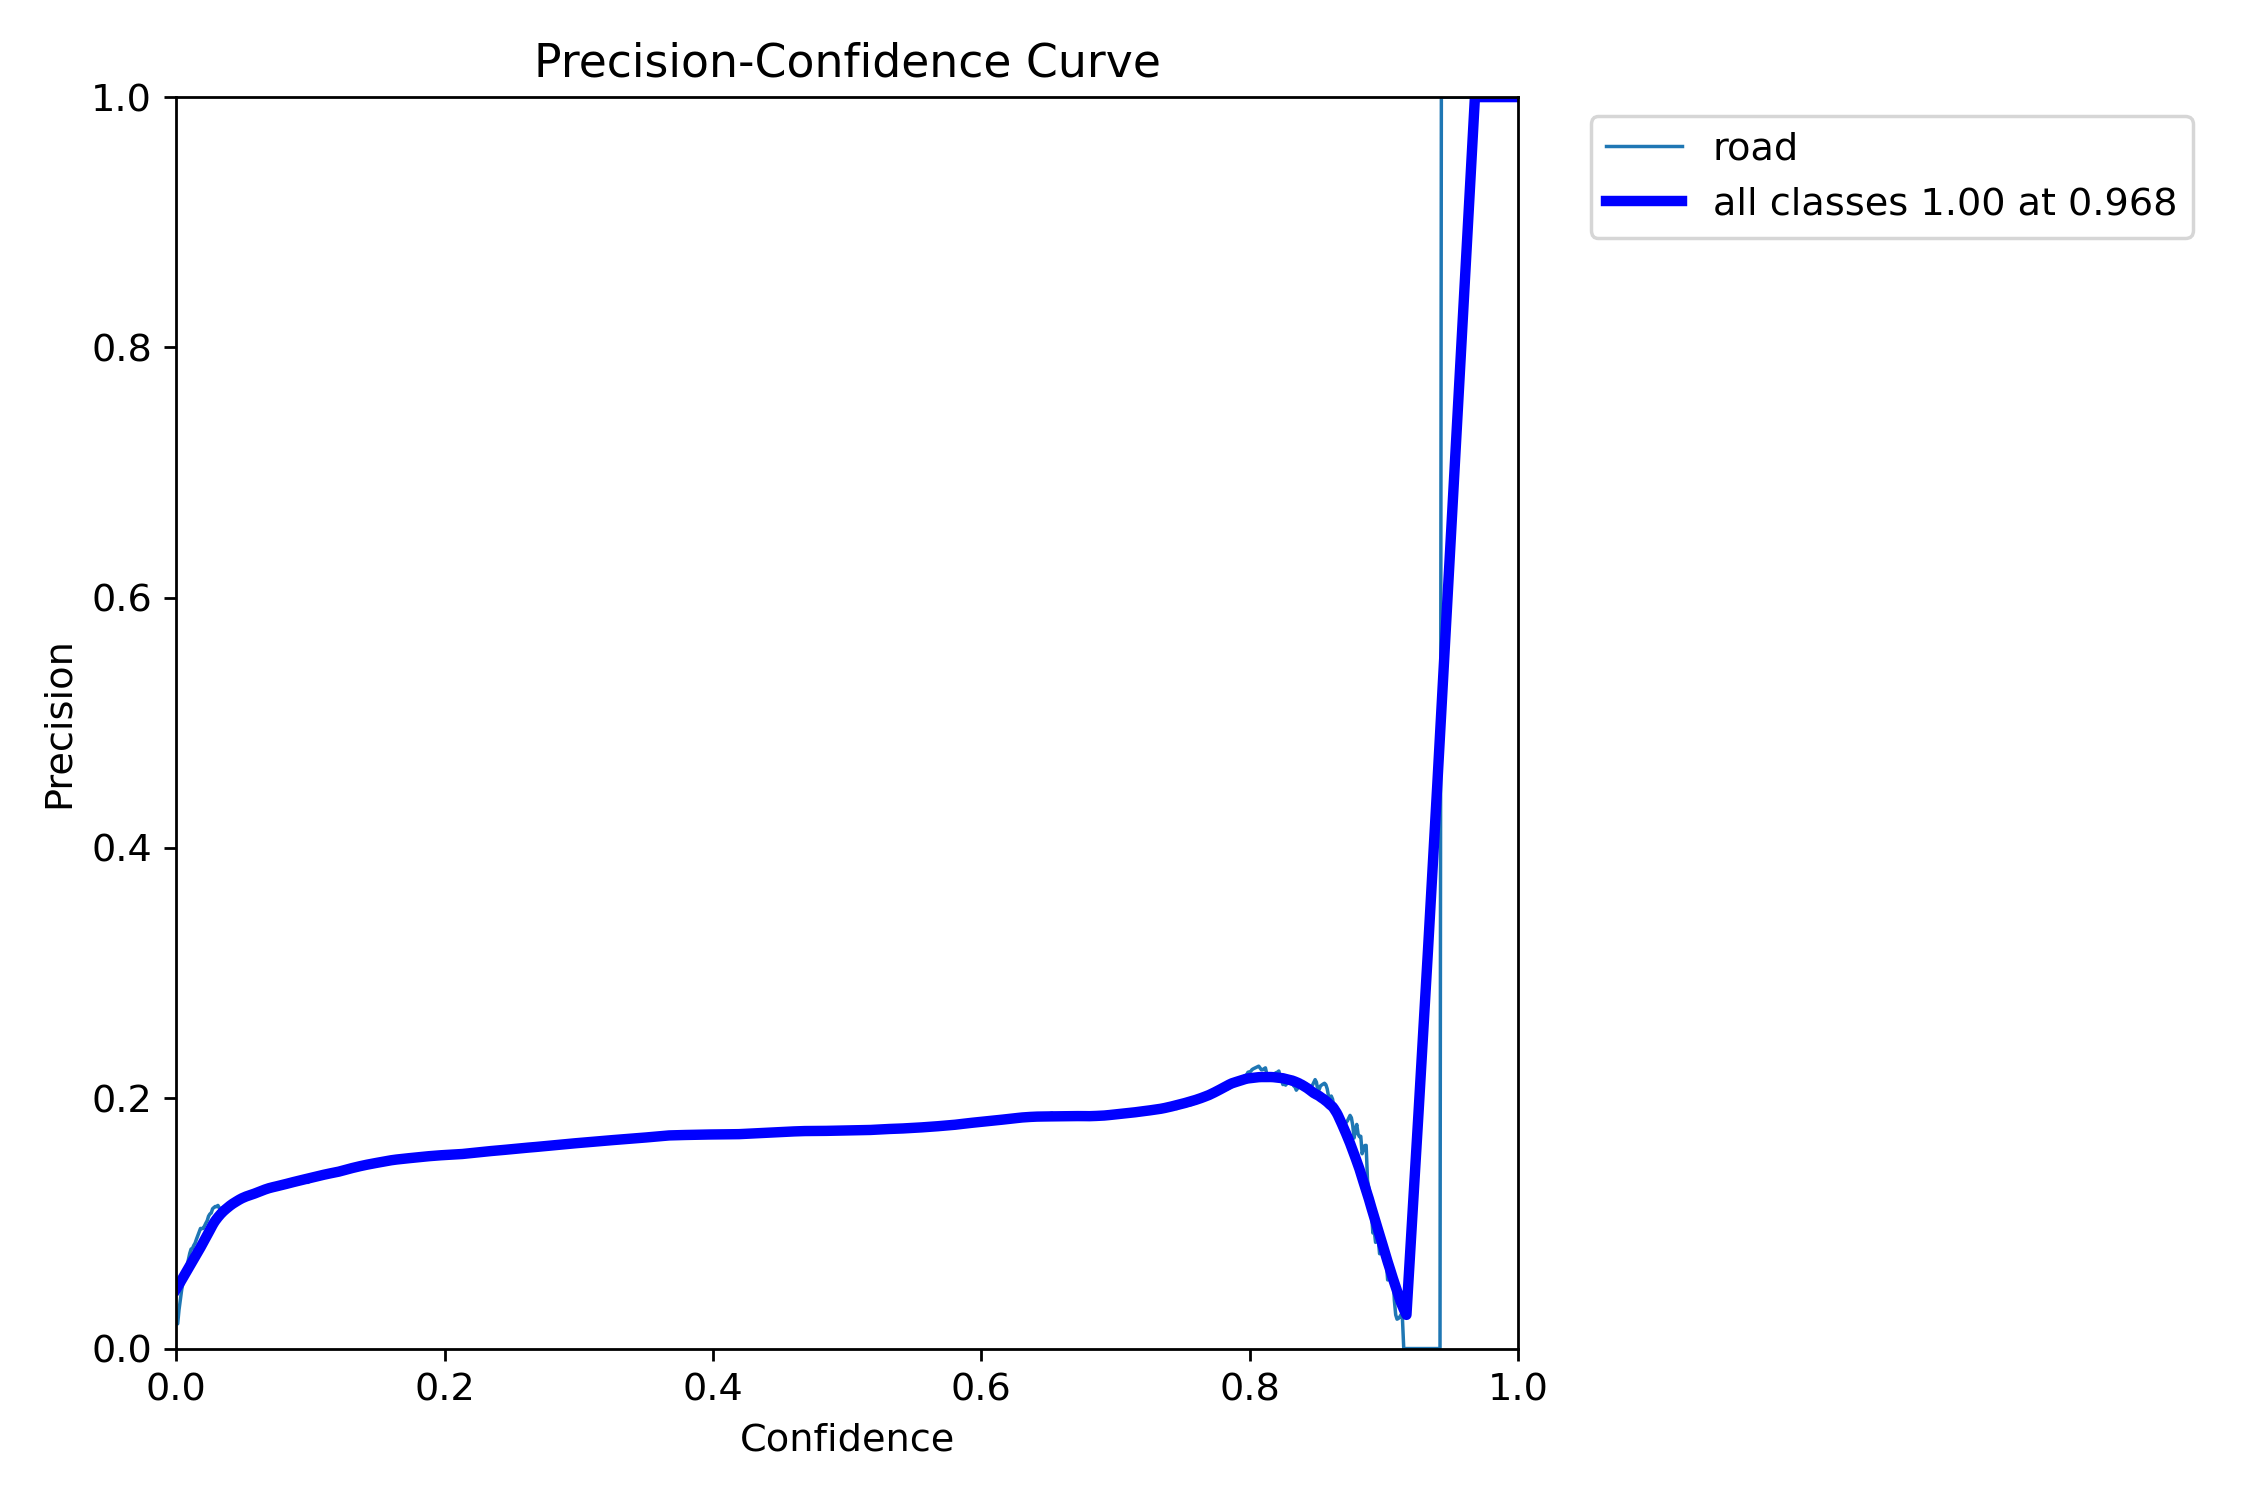 Precision-Confidence Curve
1.0
0.8
0.6
0.4
0.2
0.0
Precision
0.0 0.2 0.4 0.6 0.8 1.0
Confidence
road
all classes 1.00 at 0.968